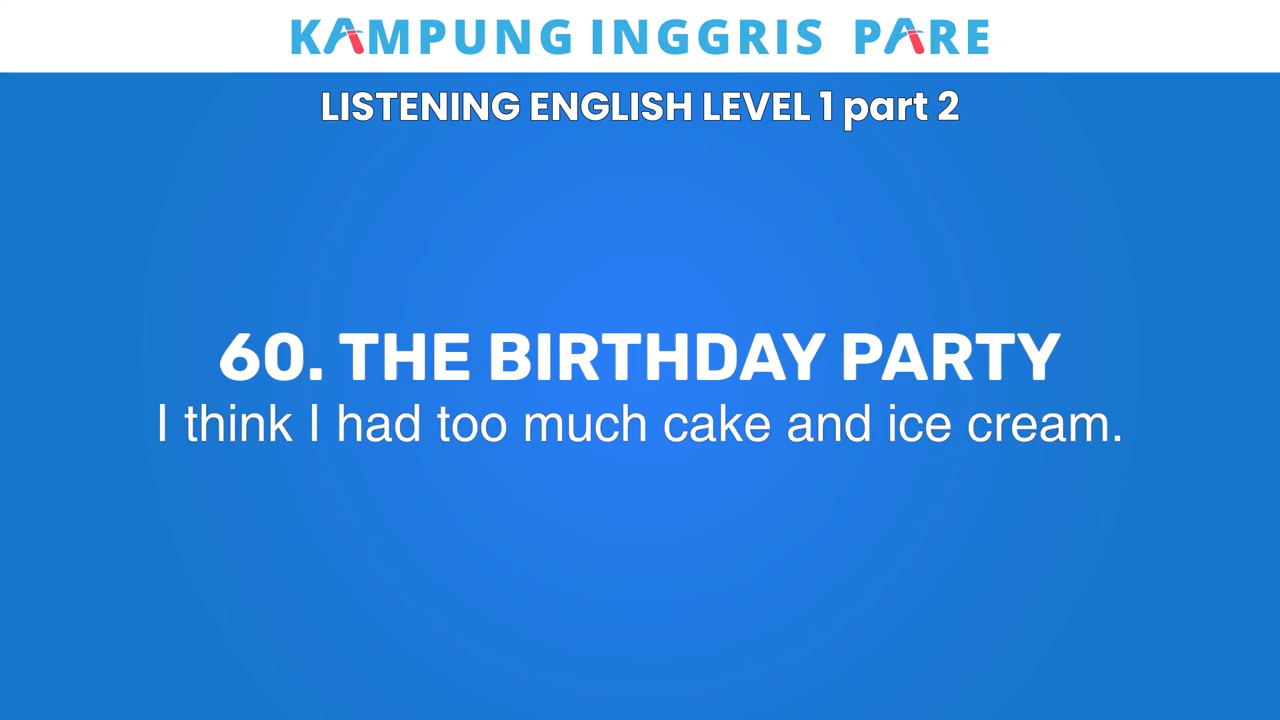 KAMPUNG INGGRIS PARE
LISTENING ENGLISH LEVEL 1 part 2
60. THE BIRTHDAY PARTY
I think I had too much cake and ice cream.